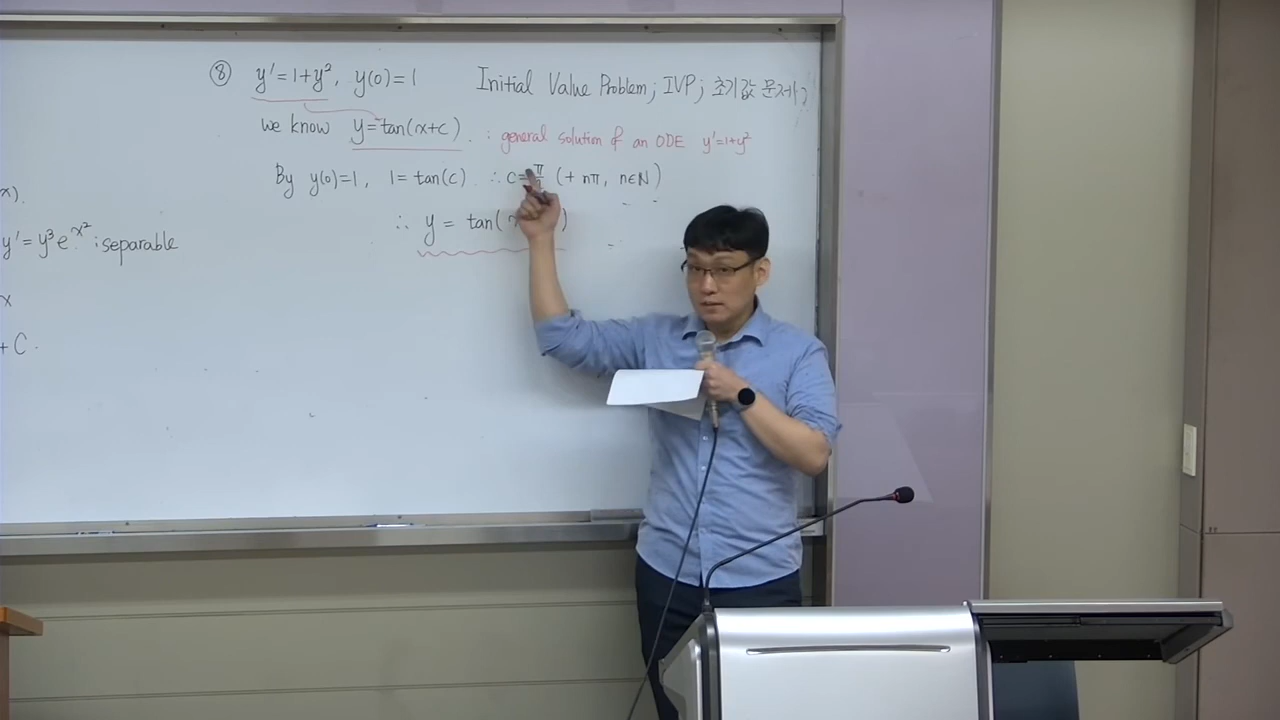 ⑧ y' = 1+y², y(0)=1 Initial Value Problem; IVP; 초기값 문제
we know y=tan(x+c). : general solution of an ODE y'=1+y²
By y(0)=1, 1 = tan(c). ∴ c=π (+ nπ, n∈ℕ)
∴ y = tan( )
x).
y' = y³e^x² : separable
x
+ C.